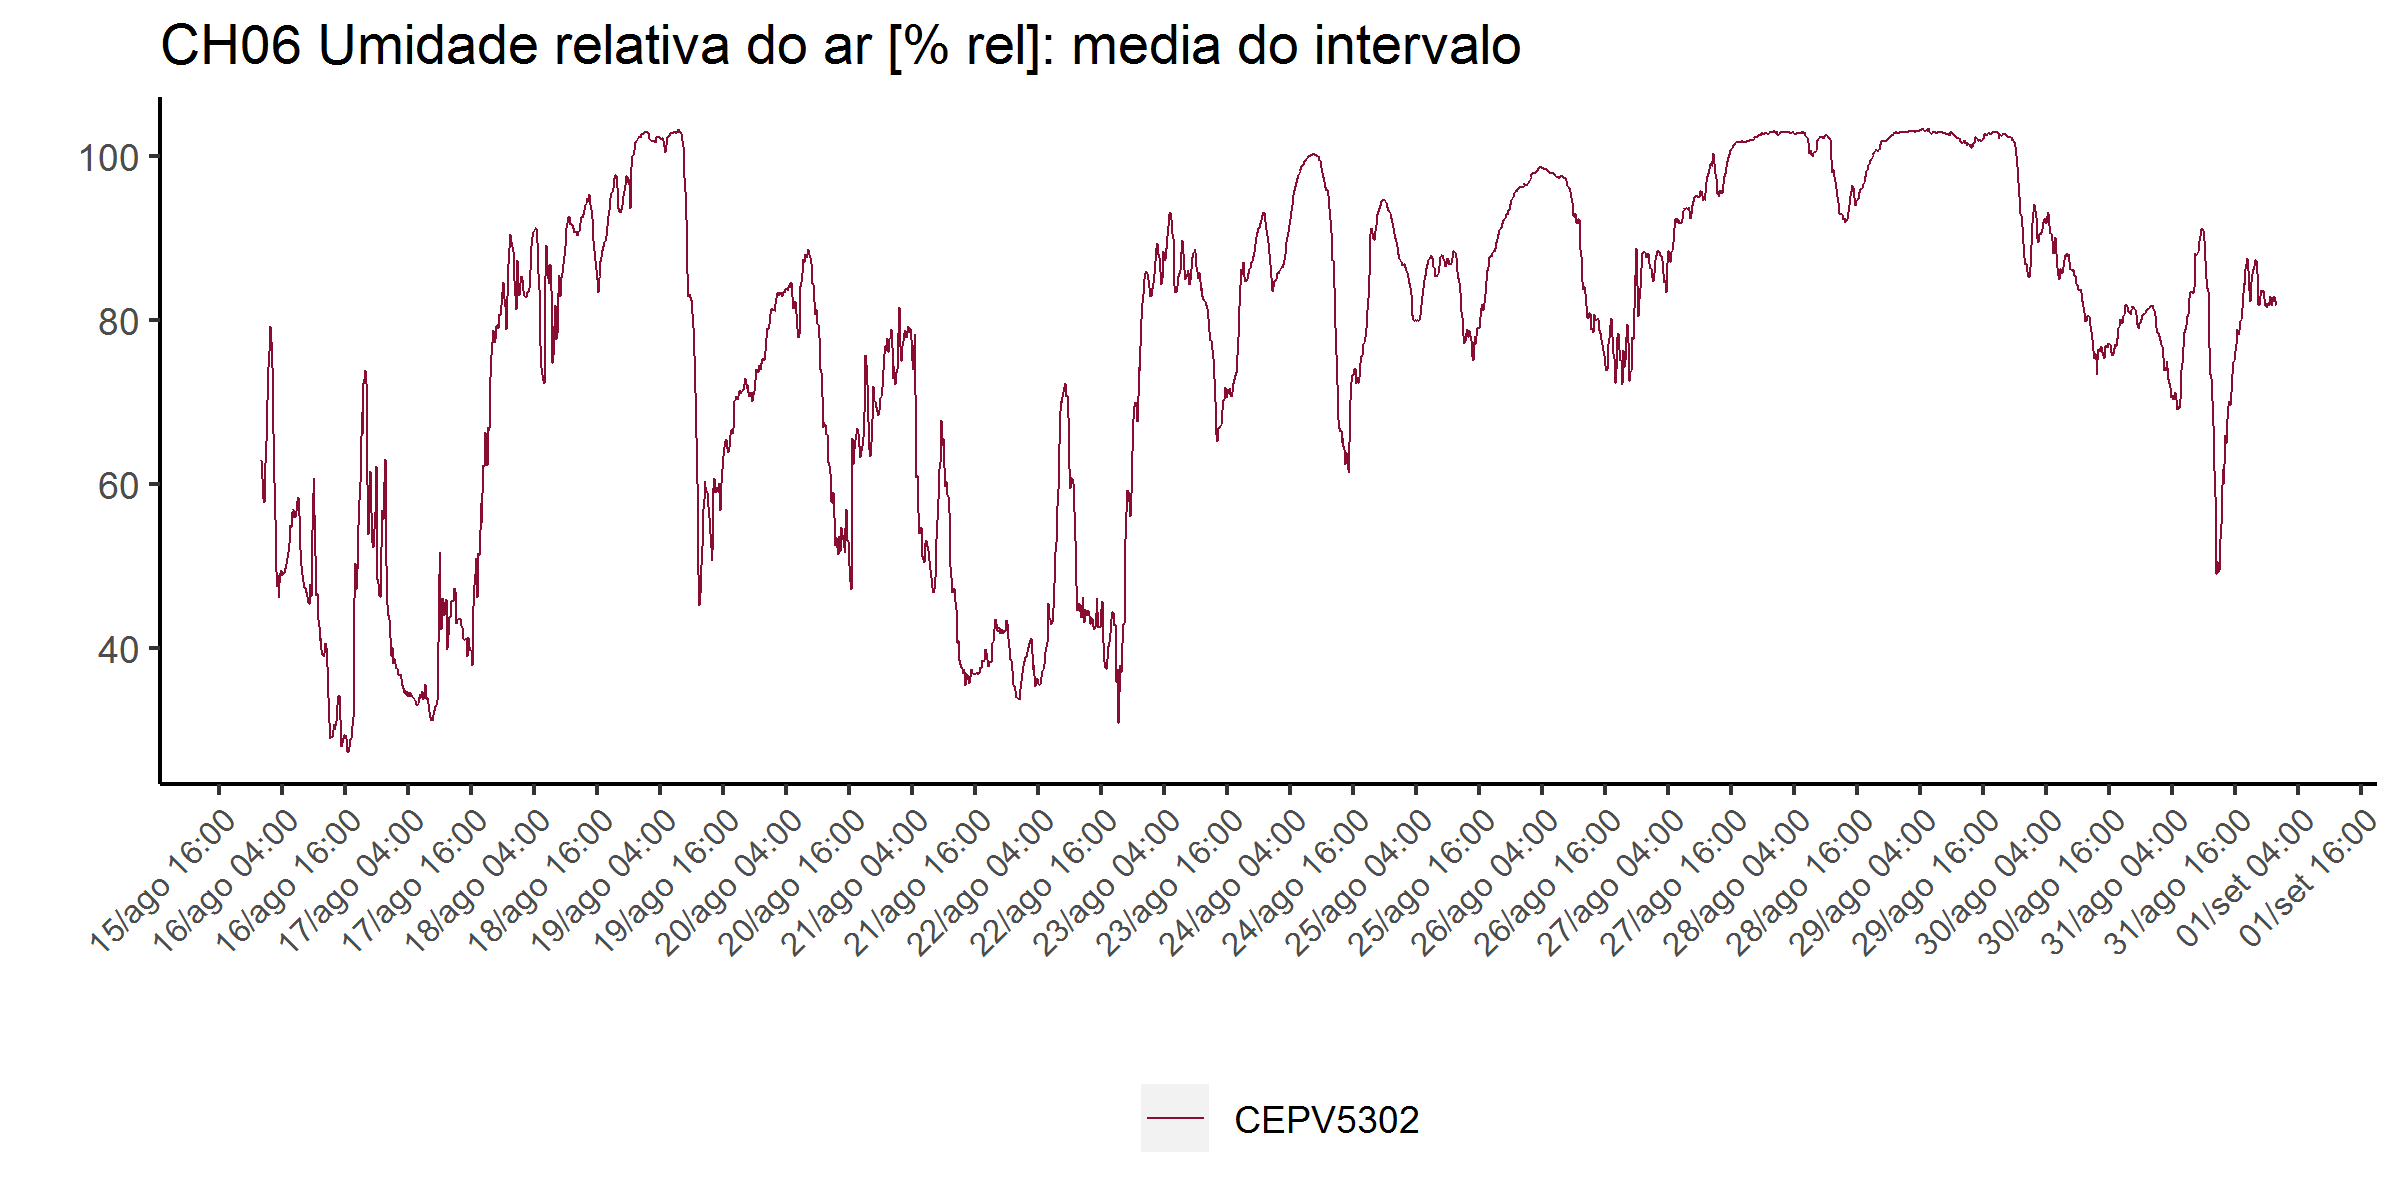 CH06 Umidade relativa do ar [% rel]: media do intervalo
100
80
60
40
15/ago 16:00
16/ago 04:00
16/ago 16:00
17/ago 04:00
17/ago 16:00
18/ago 04:00
18/ago 16:00
19/ago 04:00
19/ago 16:00
20/ago 04:00
20/ago 16:00
21/ago 04:00
21/ago 16:00
22/ago 04:00
22/ago 16:00
23/ago 04:00
23/ago 16:00
24/ago 04:00
24/ago 16:00
25/ago 04:00
25/ago 16:00
26/ago 04:00
26/ago 16:00
27/ago 04:00
27/ago 16:00
28/ago 04:00
28/ago 16:00
29/ago 04:00
29/ago 16:00
30/ago 04:00
30/ago 16:00
31/ago 04:00
31/ago 16:00
01/set 04:00
01/set 16:00
CEPV5302